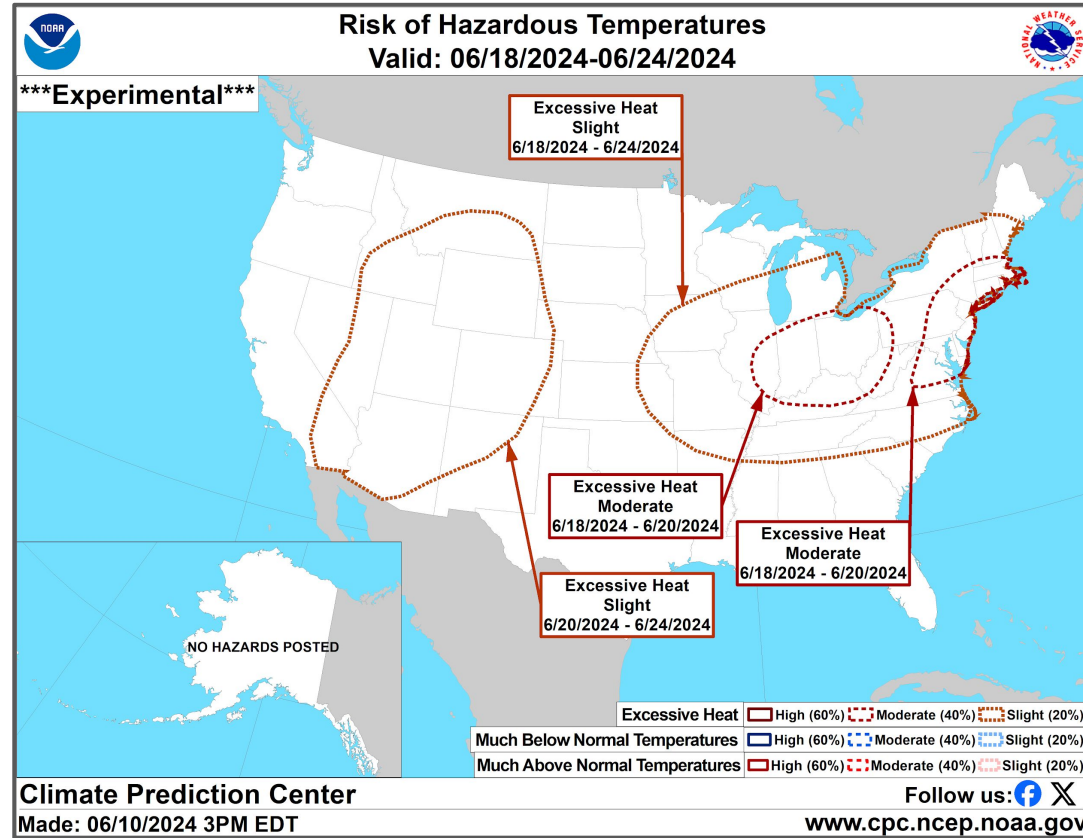 NOAA
Risk of Hazardous Temperatures
Valid: 06/18/2024-06/24/2024
NATIONAL WEATHER SERVICE
***Experimental***
Excessive Heat
Slight
6/18/2024 - 6/24/2024
Excessive Heat
Moderate
6/18/2024 - 6/20/2024
Excessive Heat
Moderate
6/18/2024 - 6/20/2024
Excessive Heat
Slight
6/20/2024 - 6/24/2024
NO HAZARDS POSTED
Excessive Heat High (60%) Moderate (40%) Slight (20%)
Much Below Normal Temperatures High (60%) Moderate (40%) Slight (20%)
Much Above Normal Temperatures High (60%) Moderate (40%) Slight (20%)
Climate Prediction Center
Follow us:
Made: 06/10/2024 3PM EDT
www.cpc.ncep.noaa.gov